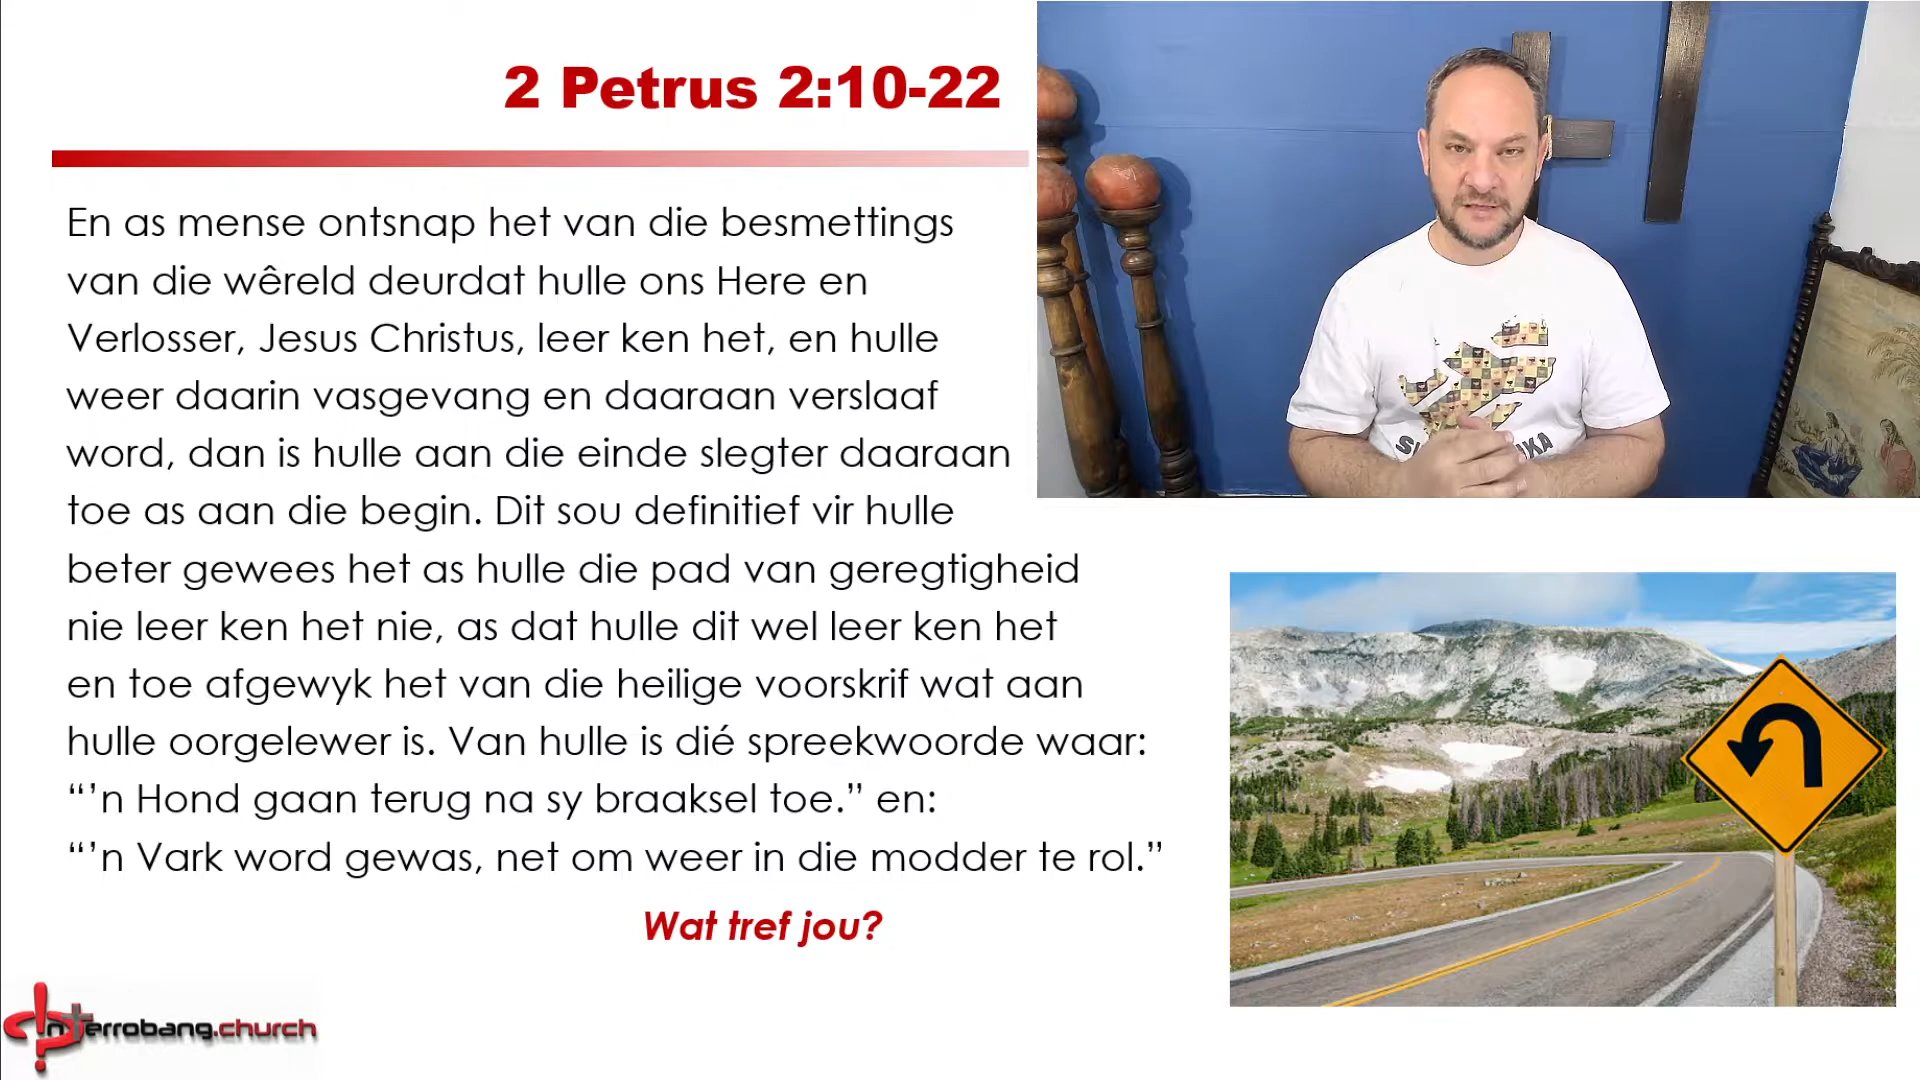 2 Petrus 2:10-22
En as mense ontsnap het van die besmettings
van die wêreld deurdat hulle ons Here en
Verlosser, Jesus Christus, leer ken het, en hulle
weer daarin vasgevang en daaraan verslaaf
word, dan is hulle aan die einde slegter daaraan
toe as aan die begin. Dit sou definitief vir hulle
beter gewees het as hulle die pad van geregtigheid
nie leer ken het nie, as dat hulle dit wel leer ken het
en toe afgewyk het van die heilige voorskrif wat aan
hulle oorgelewer is. Van hulle is dié spreekwoorde waar:
“’n Hond gaan terug na sy braaksel toe.” en:
“’n Vark word gewas, net om weer in die modder te rol.”
Wat tref jou?
interrobang.church